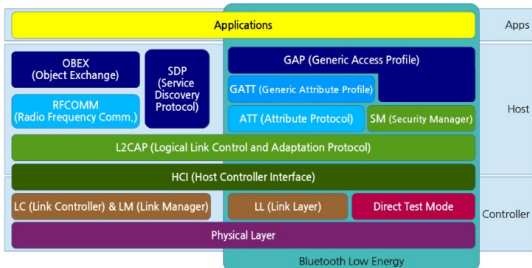 Applications
Apps
OBEX
(Object Exchange)
SDP
(Service
Discovery
Protocol)
GAP (Generic Access Profile)
GATT (Generic Attribute Profile)
RFCOMM
(Radio Frequency Comm.)
ATT (Attribute Protocol)
SM (Security Manager)
Host
L2CAP (Logical Link Control and Adaptation Protocol)
HCI (Host Controller Interface)
LC (Link Controller) & LM (Link Manager)
LL (Link Layer)
Direct Test Mode
Controller
Physical Layer
Bluetooth Low Energy